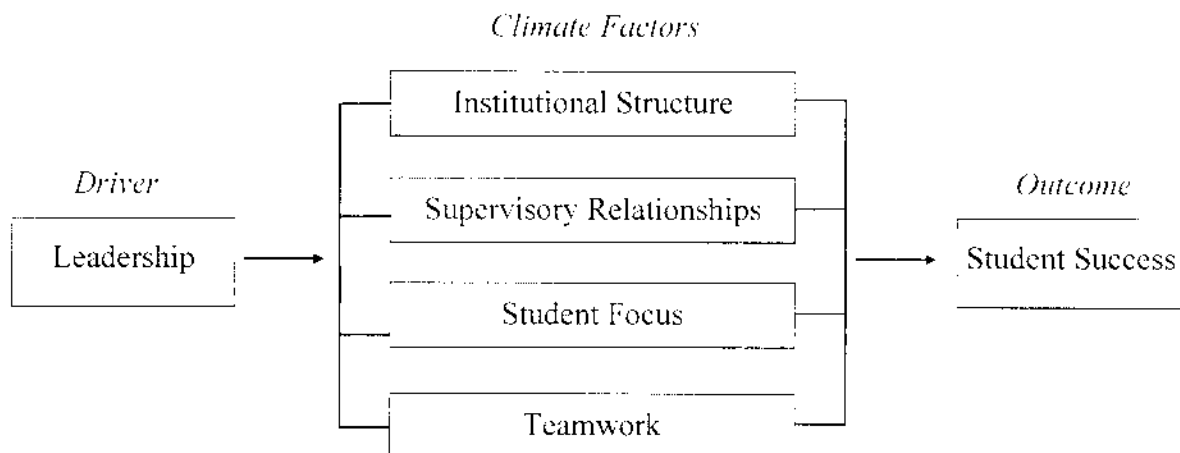 Climate Factors
Institutional Structure
Driver
Supervisory Relationships
Outcome
Leadership
Student Success
Student Focus
Teamwork